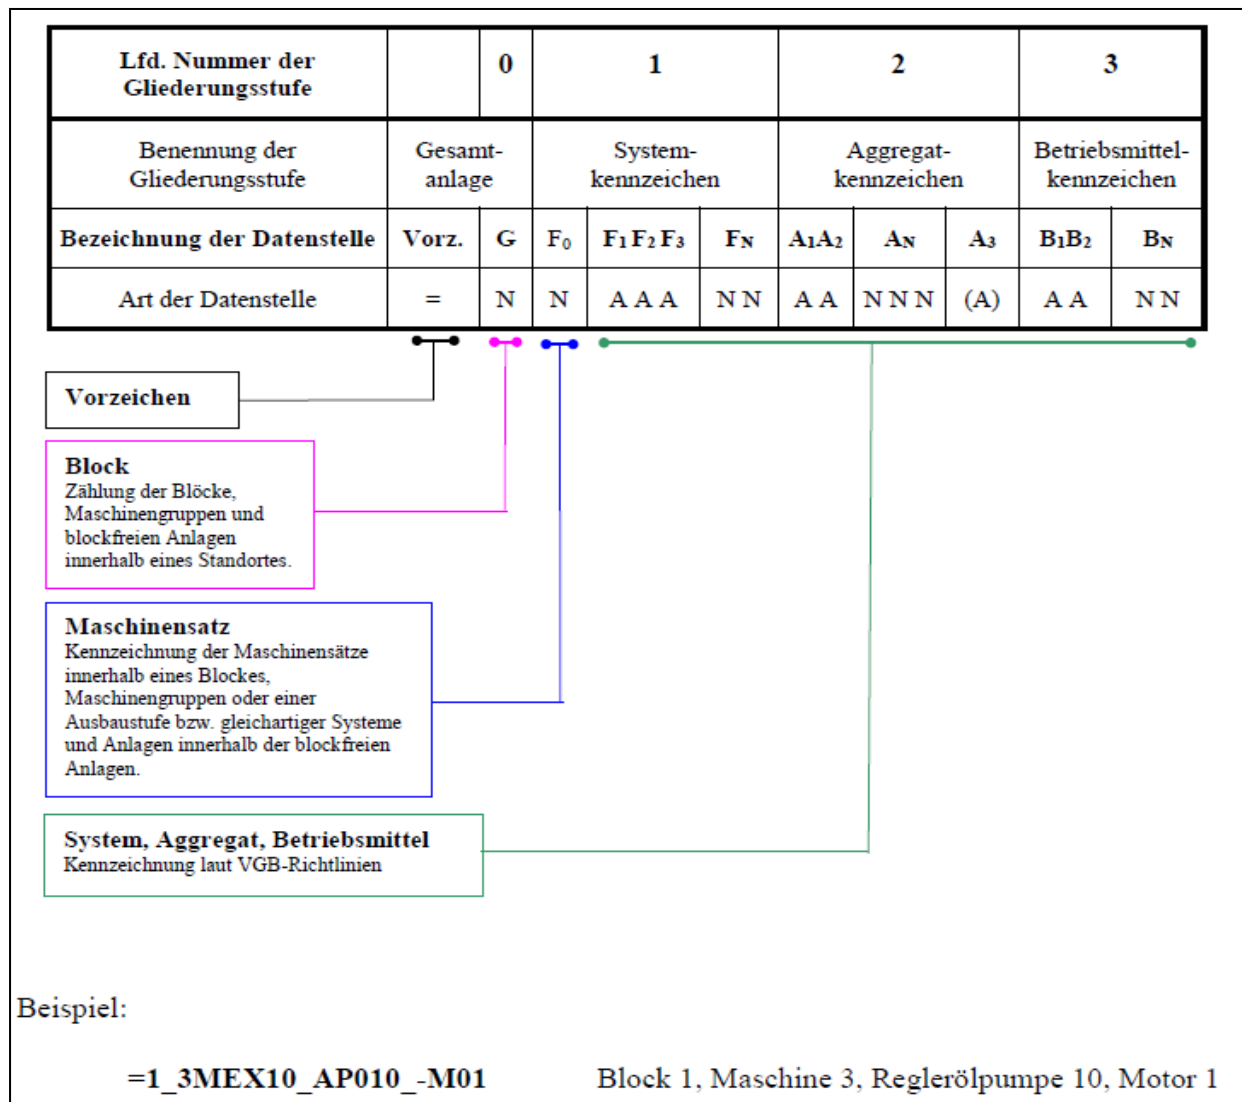 Lfd. Nummer der Gliederungsstufe 0 1 2 3
Benennung der Gliederungsstufe Gesamt-anlage System-kennzeichen Aggregat-kennzeichen Betriebsmittel-kennzeichen
Bezeichnung der Datenstelle Vorz. G F₀ F₁F₂F₃ F_N A₁A₂ A_N A₃ B₁B₂ B_N
Art der Datenstelle = N N A A A N N A A N N N (A) A A N N
Vorzeichen
Block
Zählung der Blöcke,
Maschinengruppen und
blockfreien Anlagen
innerhalb eines Standortes.
Maschinensatz
Kennzeichnung der Maschinensätze
innerhalb eines Blockes,
Maschinengruppen oder einer
Ausbaustufe bzw. gleichartiger Systeme
und Anlagen innerhalb der blockfreien
Anlagen.
System, Aggregat, Betriebsmittel
Kennzeichnung laut VGB-Richtlinien
Beispiel:
=1_3MEX10_AP010_-M01 Block 1, Maschine 3, Reglerölpumpe 10, Motor 1